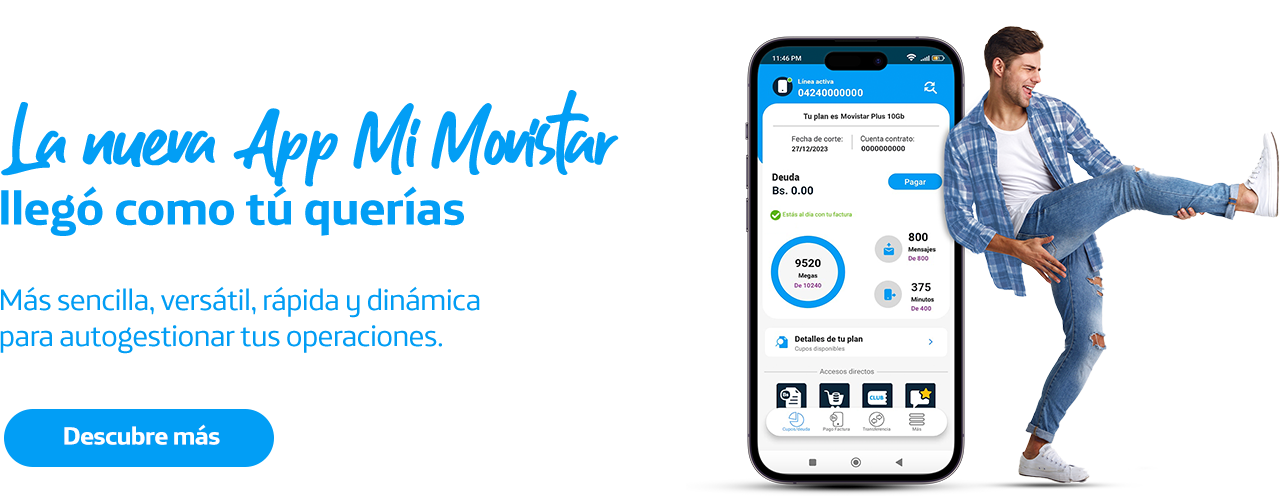 La nueva App Mi Movistar
llegó como tú querías
Más sencilla, versátil, rápida y dinámica
para autogestionar tus operaciones.
Descubre más
11:46 PM
Línea activa
04240000000
Tu plan es Movistar Plus 10Gb
Fecha de corte:
27/12/2023
Cuenta contrato:
0000000000
Deuda
Bs. 0.00
Pagar
Estás al día con tu factura
9520
Megas
De 10240
800
Mensajes
De 800
375
Minutos
De 400
Detalles de tu plan
Cupos disponibles
Accesos directos
Bs
CLUB
Cupos/deuda
Pago Factura
Transferencia
Más